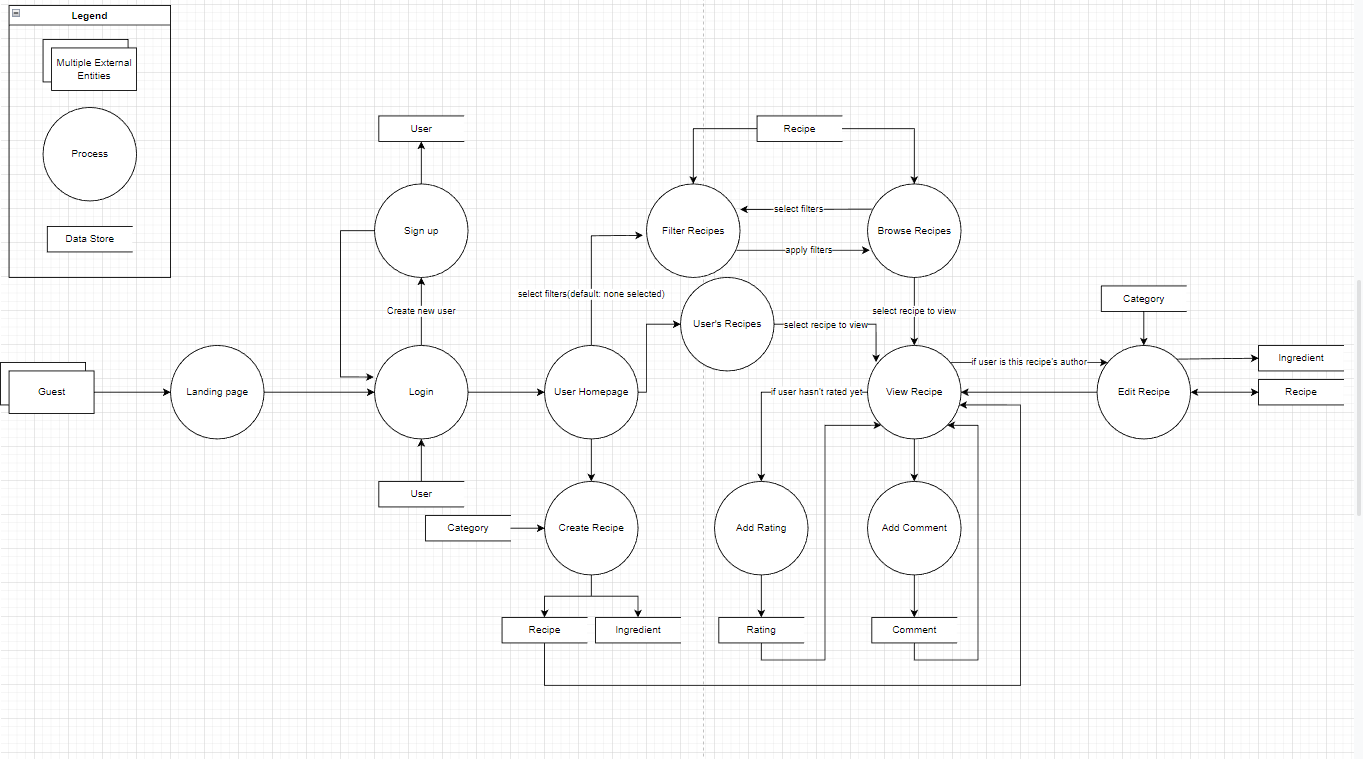 Legend
Multiple External
Entities
Process
Data Store
User
Recipe
Sign up
select filters
Filter Recipes
Browse Recipes
apply filters
select filters(default: none selected)
Create new user
select recipe to view
Category
User's Recipes
select recipe to view
if user is this recipe's author
Ingredient
Guest
Landing page
Login
User Homepage
if user hasn't rated yet
View Recipe
Edit Recipe
Recipe
User
Category
Create Recipe
Add Rating
Add Comment
Recipe
Ingredient
Rating
Comment